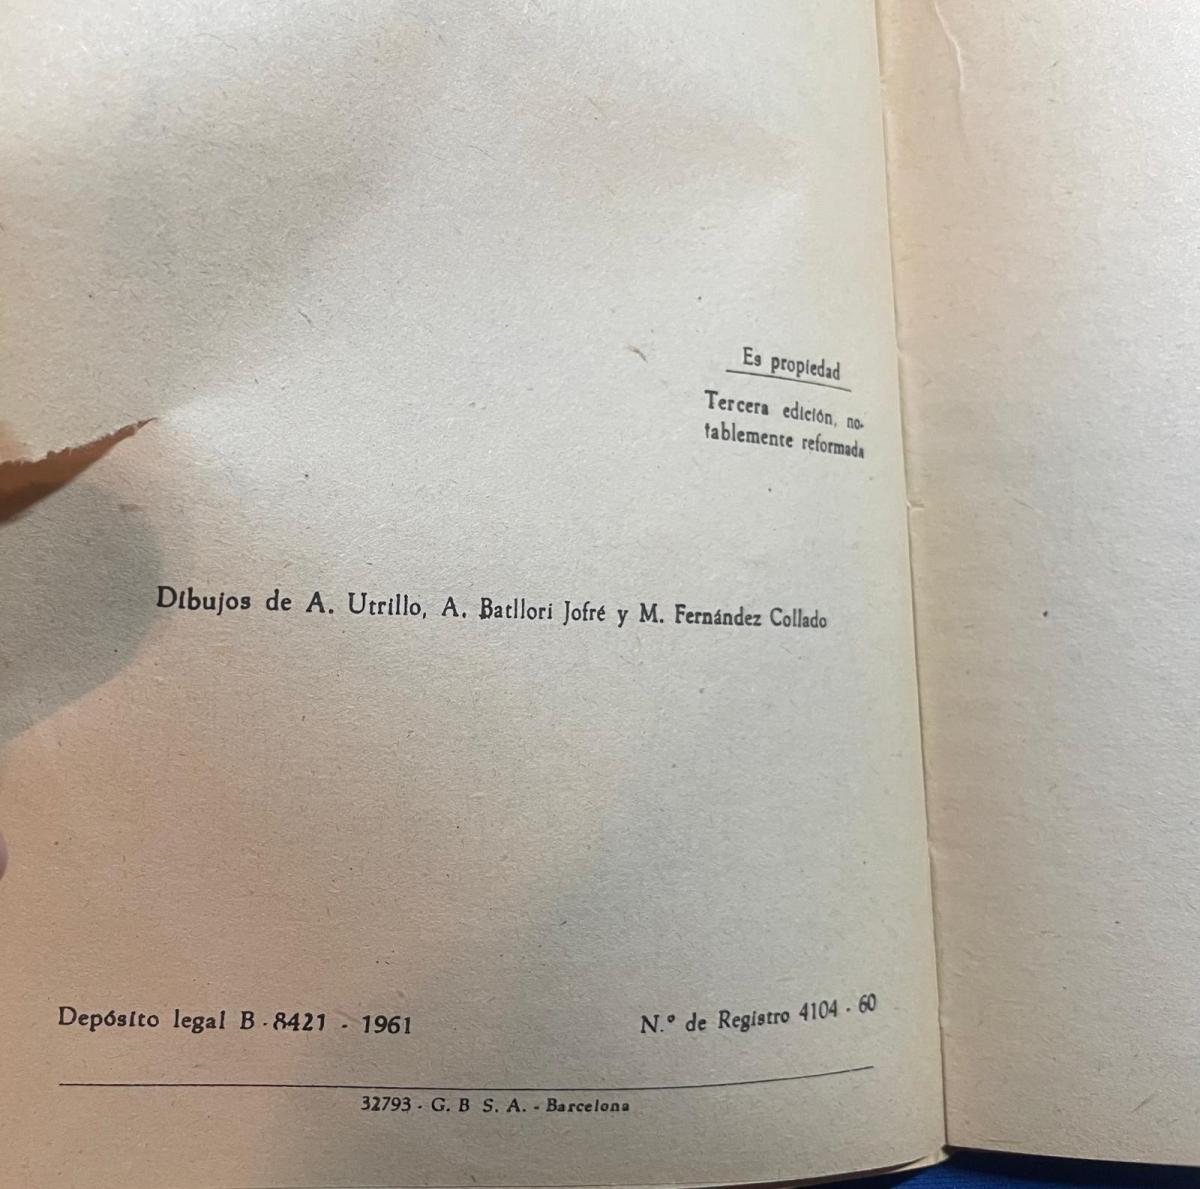 Es propiedad
Tercera edición, no-
tablemente reformada
Dibujos de A. Utrillo, A. Batllori Jofré y M. Fernández Collado
Depósito legal B - 8421 - 1961
N.º de Registro 4104 - 60
32793 - G. B S. A. - Barcelona